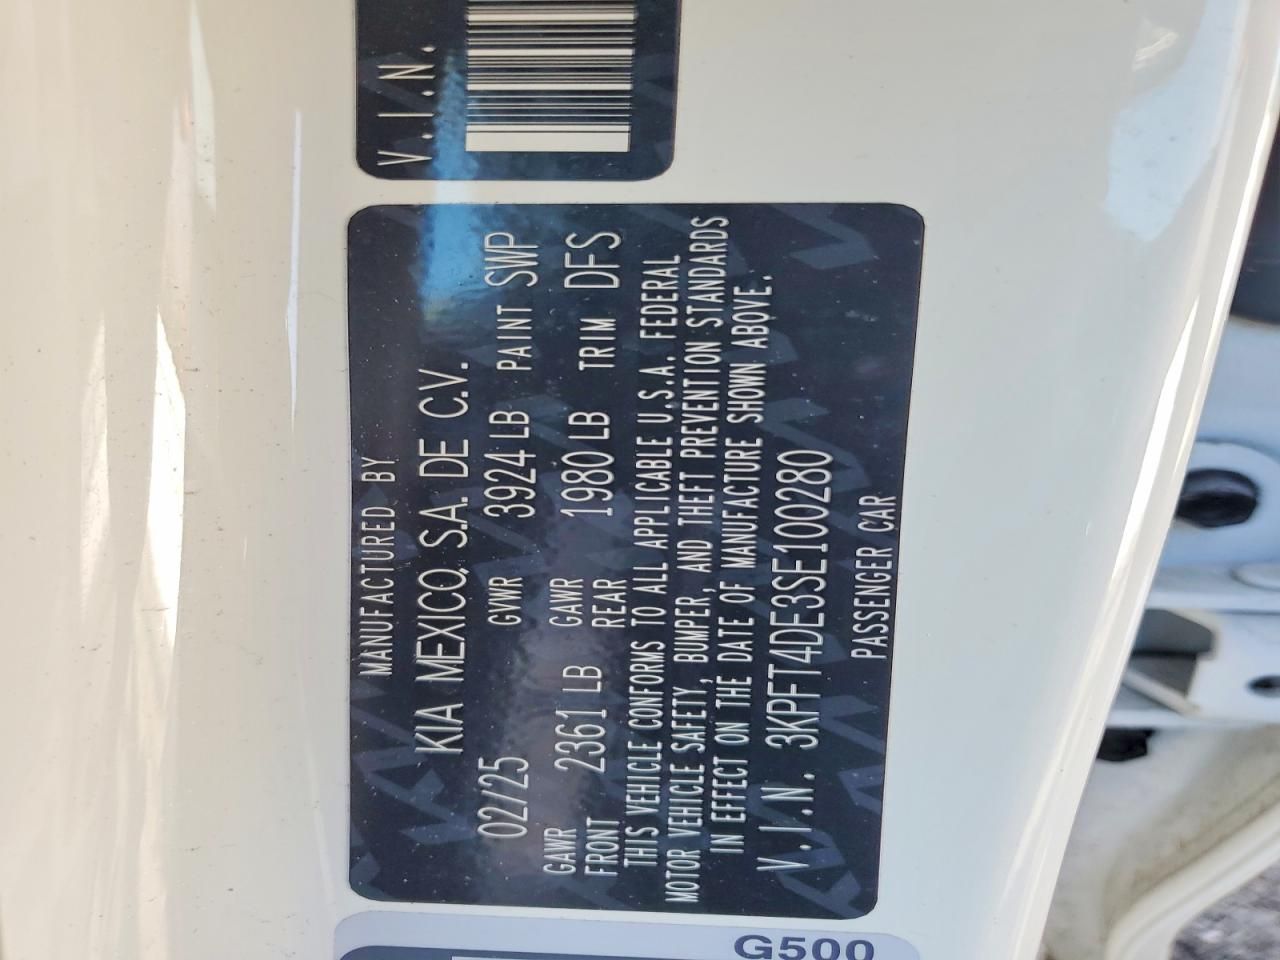 V.I.N.
MANUFACTURED BY
KIA MEXICO, S.A. DE C.V.
02/25 GVWR 3924 LB PAINT SWP
GAWR FRONT 2361 LB GAWR REAR 1980 LB TRIM DFS
THIS VEHICLE CONFORMS TO ALL APPLICABLE U.S.A. FEDERAL
MOTOR VEHICLE SAFETY, BUMPER, AND THEFT PREVENTION STANDARDS
IN EFFECT ON THE DATE OF MANUFACTURE SHOWN ABOVE.
V.I.N. 3KPFT4DE3SE100280
PASSENGER CAR
G500